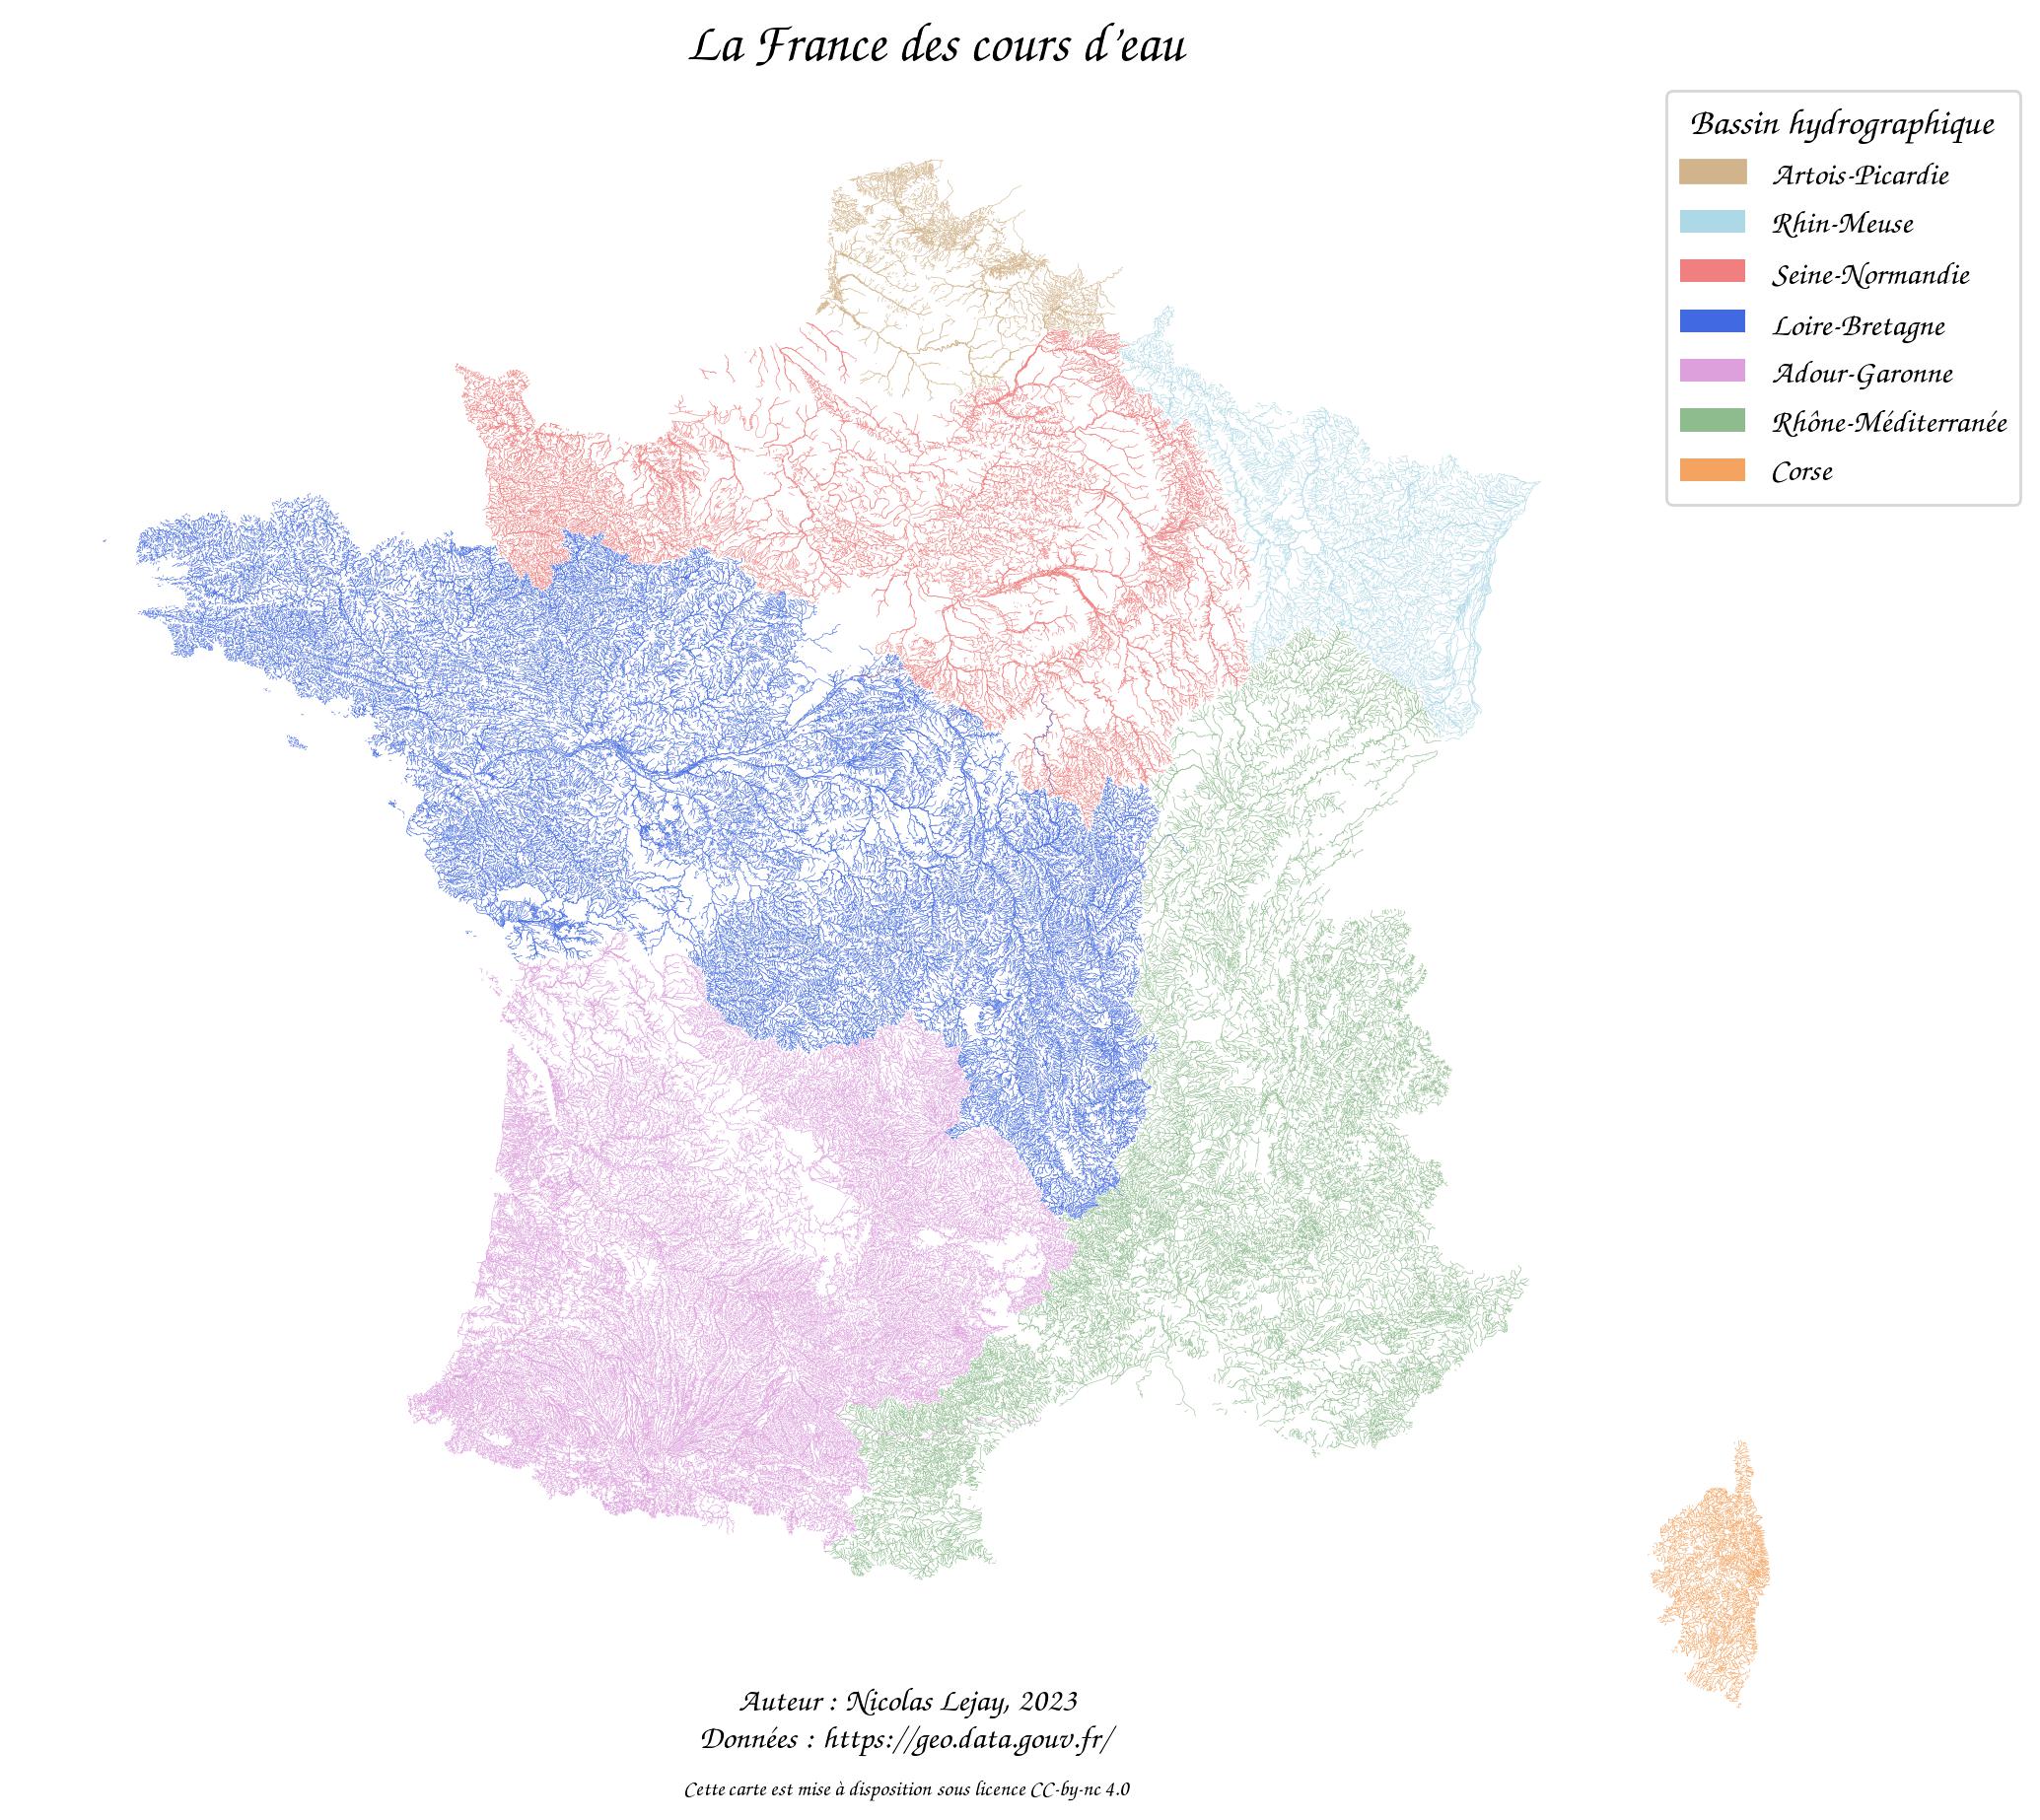 La France des cours d'eau
Bassin hydrographique
Artois-Picardie
Rhin-Meuse
Seine-Normandie
Loire-Bretagne
Adour-Garonne
Rhône-Méditerranée
Corse
Auteur : Nicolas Lejay, 2023
Données : https://geo.data.gouv.fr/
Cette carte est mise à disposition sous licence CC-by-nc 4.0